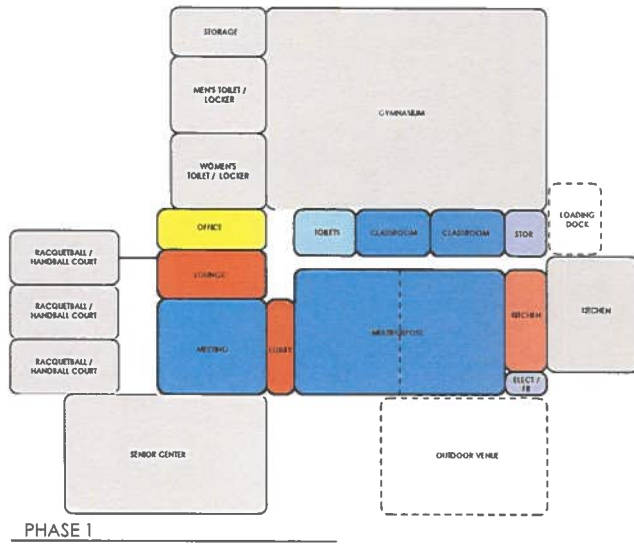 STORAGE
MEN'S TOILET /
LOCKER
GYMNASIUM
WOMEN'S
TOILET / LOCKER
OFFICE
TOILETS
CLASSROOM
CLASSROOM
STOR
LOADING
DOCK
RACQUETBALL /
HANDBALL COURT
LOUNGE
RACQUETBALL /
HANDBALL COURT
MEETING
LOBBY
MULTIPURPOSE
KITCHEN
KITCHEN
RACQUETBALL /
HANDBALL COURT
ELECT /
FR
SENIOR CENTER
OUTDOOR VENUE
PHASE 1